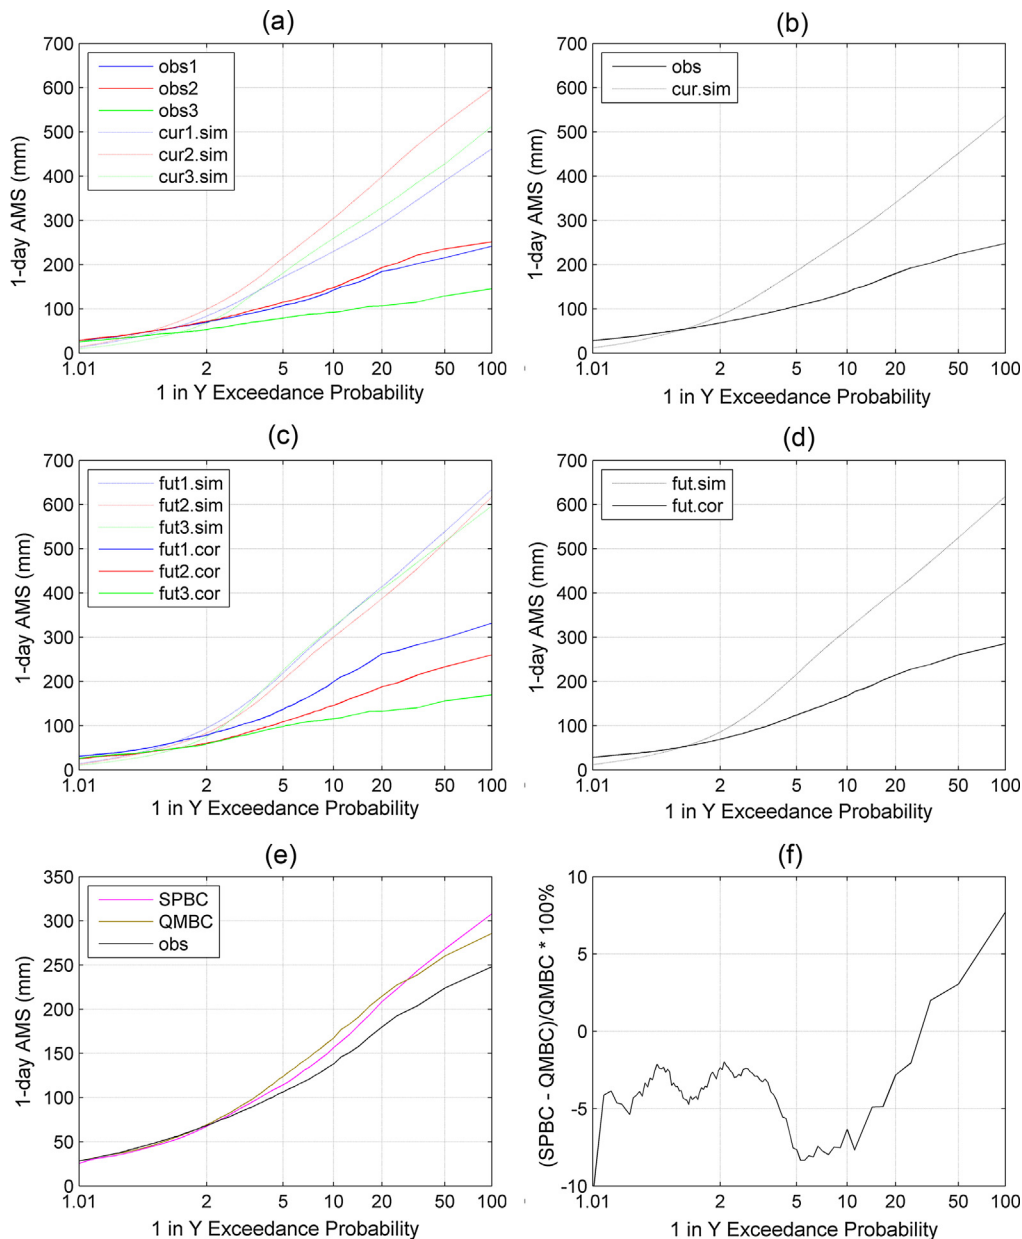 (a)
700
600
500
400
300
200
100
0
1-day AMS (mm)
obs1
obs2
obs3
cur1.sim
cur2.sim
cur3.sim
1.01 2 5 10 20 50 100
1 in Y Exceedance Probability
(b)
700
600
500
400
300
200
100
0
1-day AMS (mm)
obs
cur.sim
1.01 2 5 10 20 50 100
1 in Y Exceedance Probability
(c)
700
600
500
400
300
200
100
0
1-day AMS (mm)
fut1.sim
fut2.sim
fut3.sim
fut1.cor
fut2.cor
fut3.cor
1.01 2 5 10 20 50 100
1 in Y Exceedance Probability
(d)
700
600
500
400
300
200
100
0
1-day AMS (mm)
fut.sim
fut.cor
1.01 2 5 10 20 50 100
1 in Y Exceedance Probability
(e)
350
300
250
200
150
100
50
0
1-day AMS (mm)
SPBC
QMBC
obs
1.01 2 5 10 20 50 100
1 in Y Exceedance Probability
(f)
10
5
0
-5
-10
(SPBC - QMBC)/QMBC * 100%
1.01 2 5 10 20 50 100
1 in Y Exceedance Probability